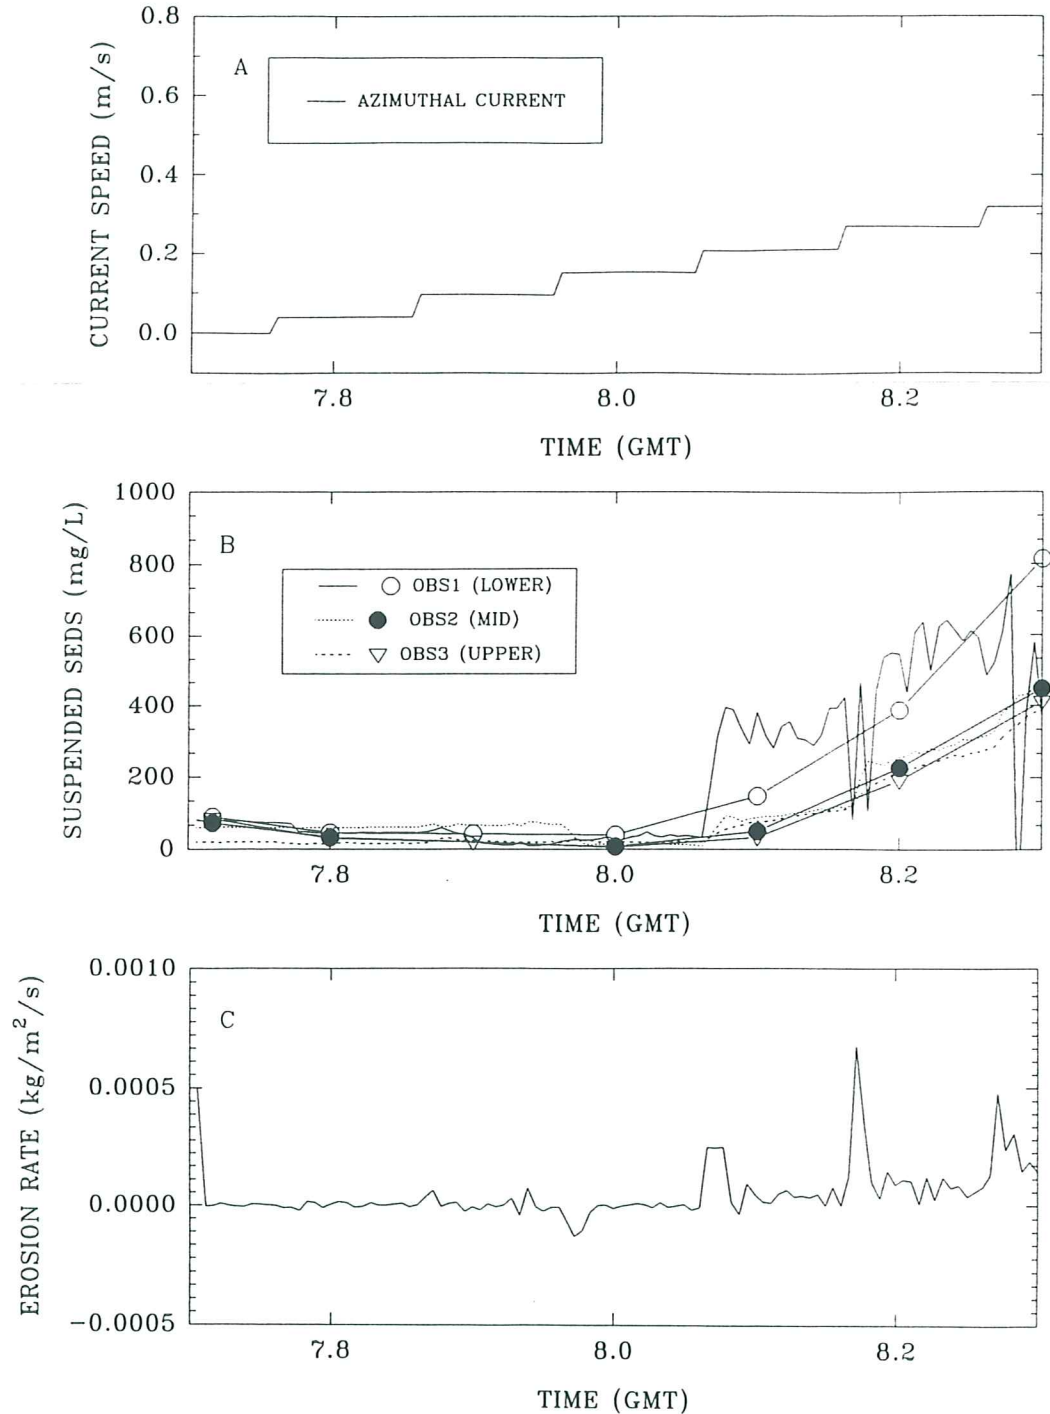 0.8
0.6
0.4
0.2
0.0
CURRENT SPEED (m/s)
A
AZIMUTHAL CURRENT
7.8 8.0 8.2
TIME (GMT)
1000
800
600
400
200
0
SUSPENDED SEDS (mg/L)
B
OBS1 (LOWER)
OBS2 (MID)
OBS3 (UPPER)
7.8 8.0 8.2
TIME (GMT)
0.0010
0.0005
0.0000
−0.0005
EROSION RATE (kg/m²/s)
C
7.8 8.0 8.2
TIME (GMT)